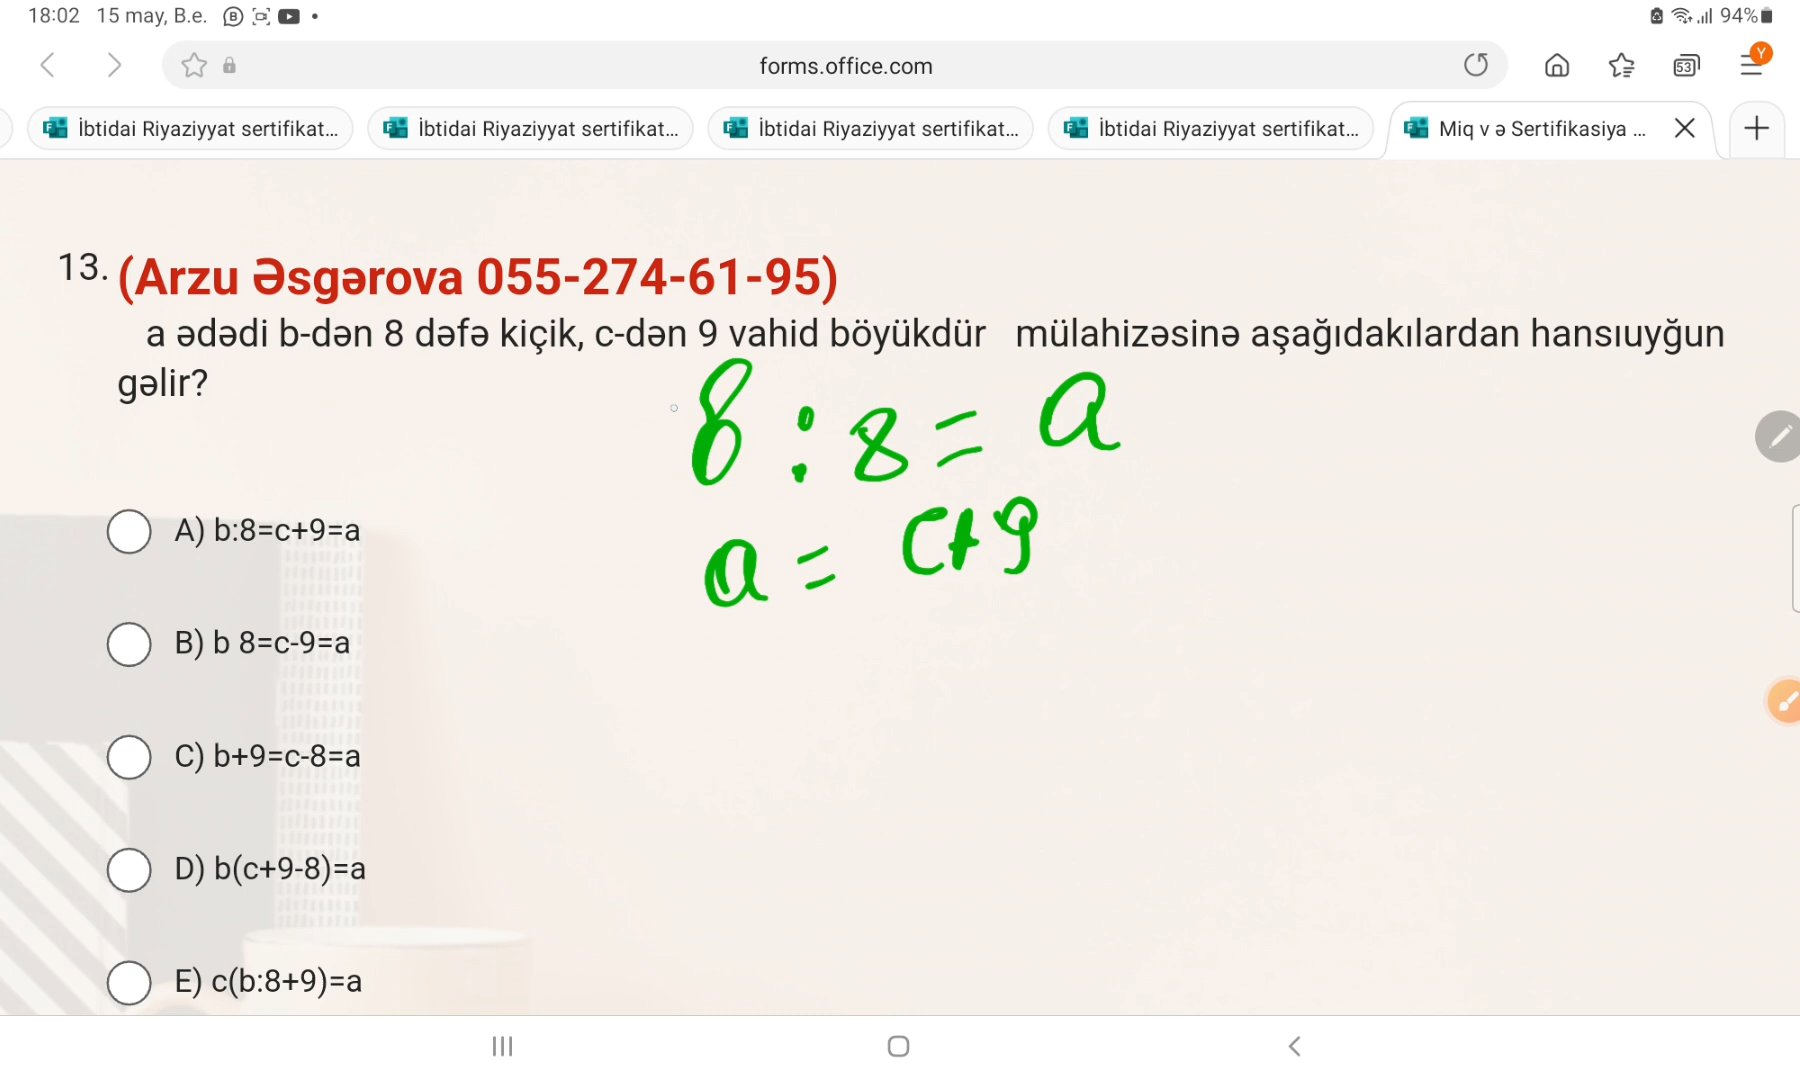 18:02 15 may, B.e.
94%
forms.office.com
53
Y
İbtidai Riyaziyyat sertifikat...
İbtidai Riyaziyyat sertifikat...
İbtidai Riyaziyyat sertifikat...
İbtidai Riyaziyyat sertifikat...
Miq v ə Sertifikasiya ...
13. (Arzu Əsgərova 055-274-61-95)
a ədədi b-dən 8 dəfə kiçik, c-dən 9 vahid böyükdür mülahizəsinə aşağıdakılardan hansıuyğun
gəlir?
b : 8 = a
a = c+9
A) b:8=c+9=a
B) b 8=c-9=a
C) b+9=c-8=a
D) b(c+9-8)=a
E) c(b:8+9)=a